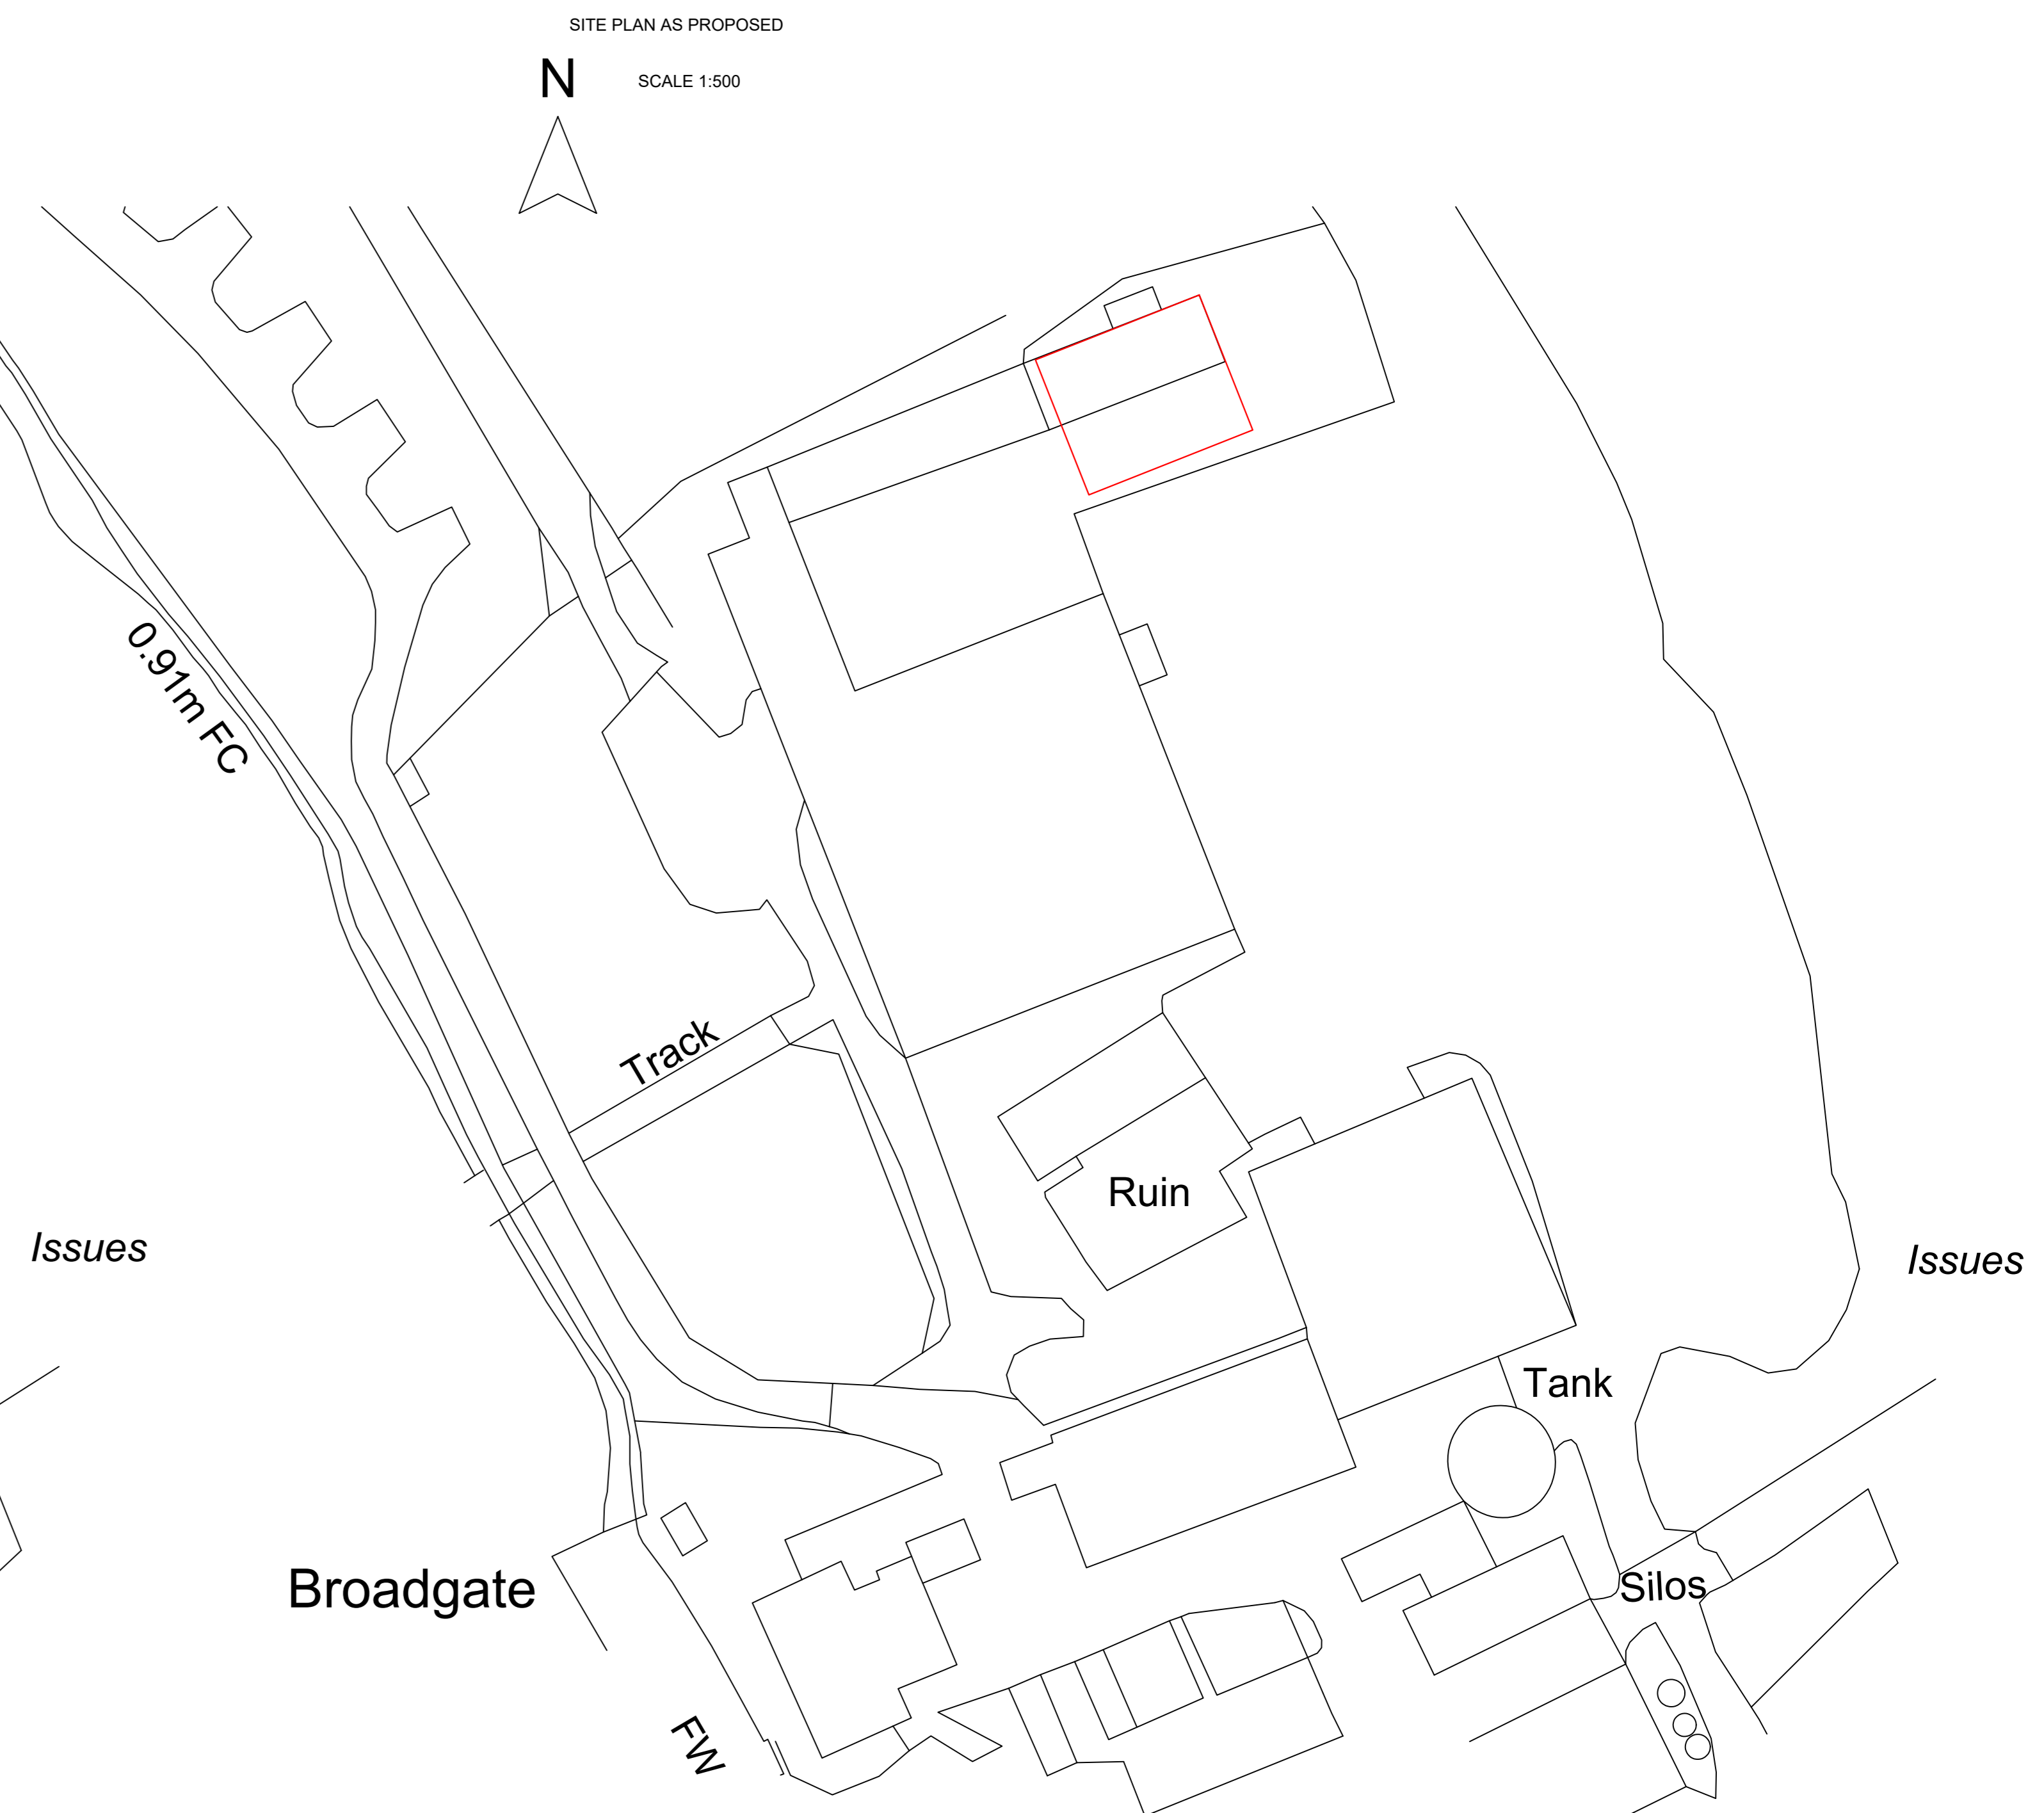 SITE PLAN AS PROPOSED
N
SCALE 1:500
0.91m FC
Track
Ruin
Issues
Issues
Tank
Broadgate
Silos
FW